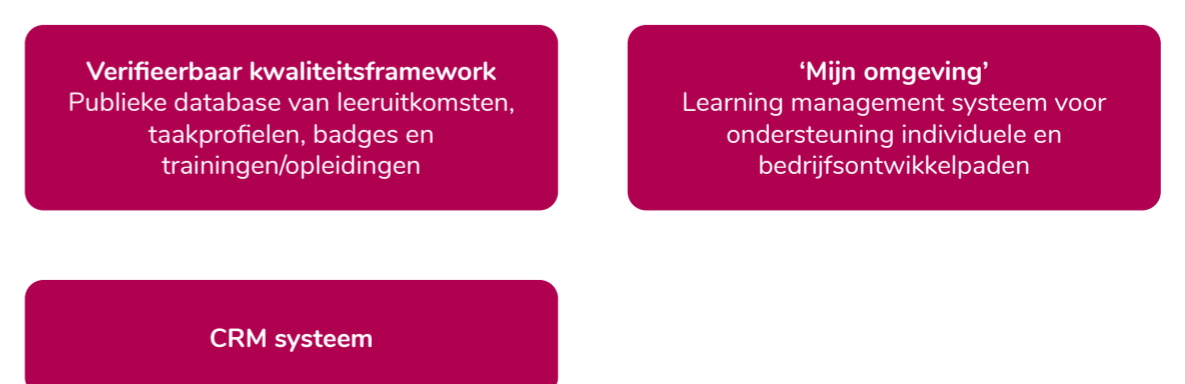 Verifieerbaar kwaliteitsframework
Publieke database van leeruitkomsten,
taakprofielen, badges en
trainingen/opleidingen
‘Mijn omgeving’
Learning management systeem voor
ondersteuning individuele en
bedrijfsontwikkelpaden
CRM systeem